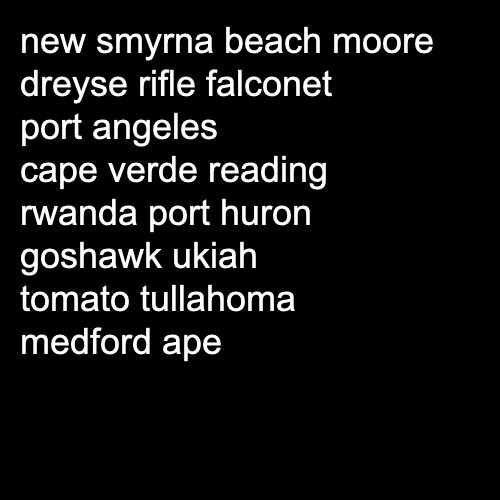 new smyrna beach moore
dreyse rifle falconet
port angeles
cape verde reading
rwanda port huron
goshawk ukiah
tomato tullahoma
medford ape